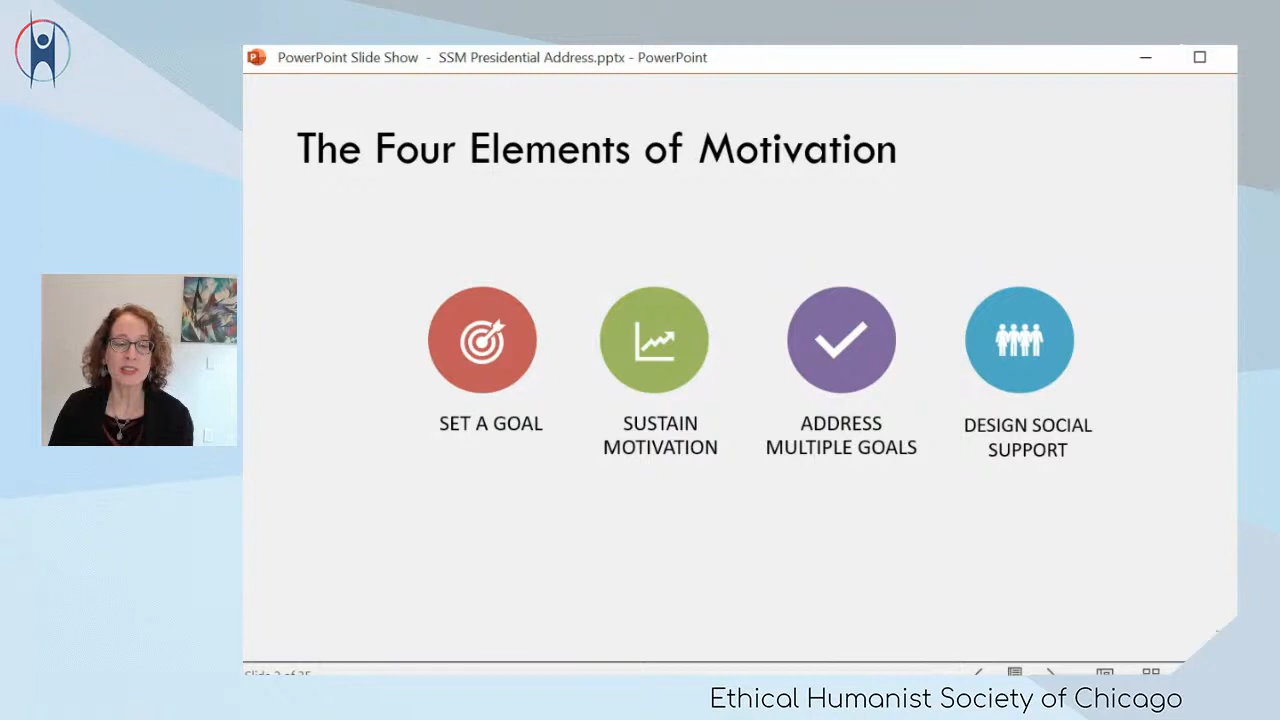 PowerPoint Slide Show - SSM Presidential Address.pptx - PowerPoint
The Four Elements of Motivation
SET A GOAL
SUSTAIN
MOTIVATION
ADDRESS
MULTIPLE GOALS
DESIGN SOCIAL
SUPPORT
Ethical Humanist Society of Chicago